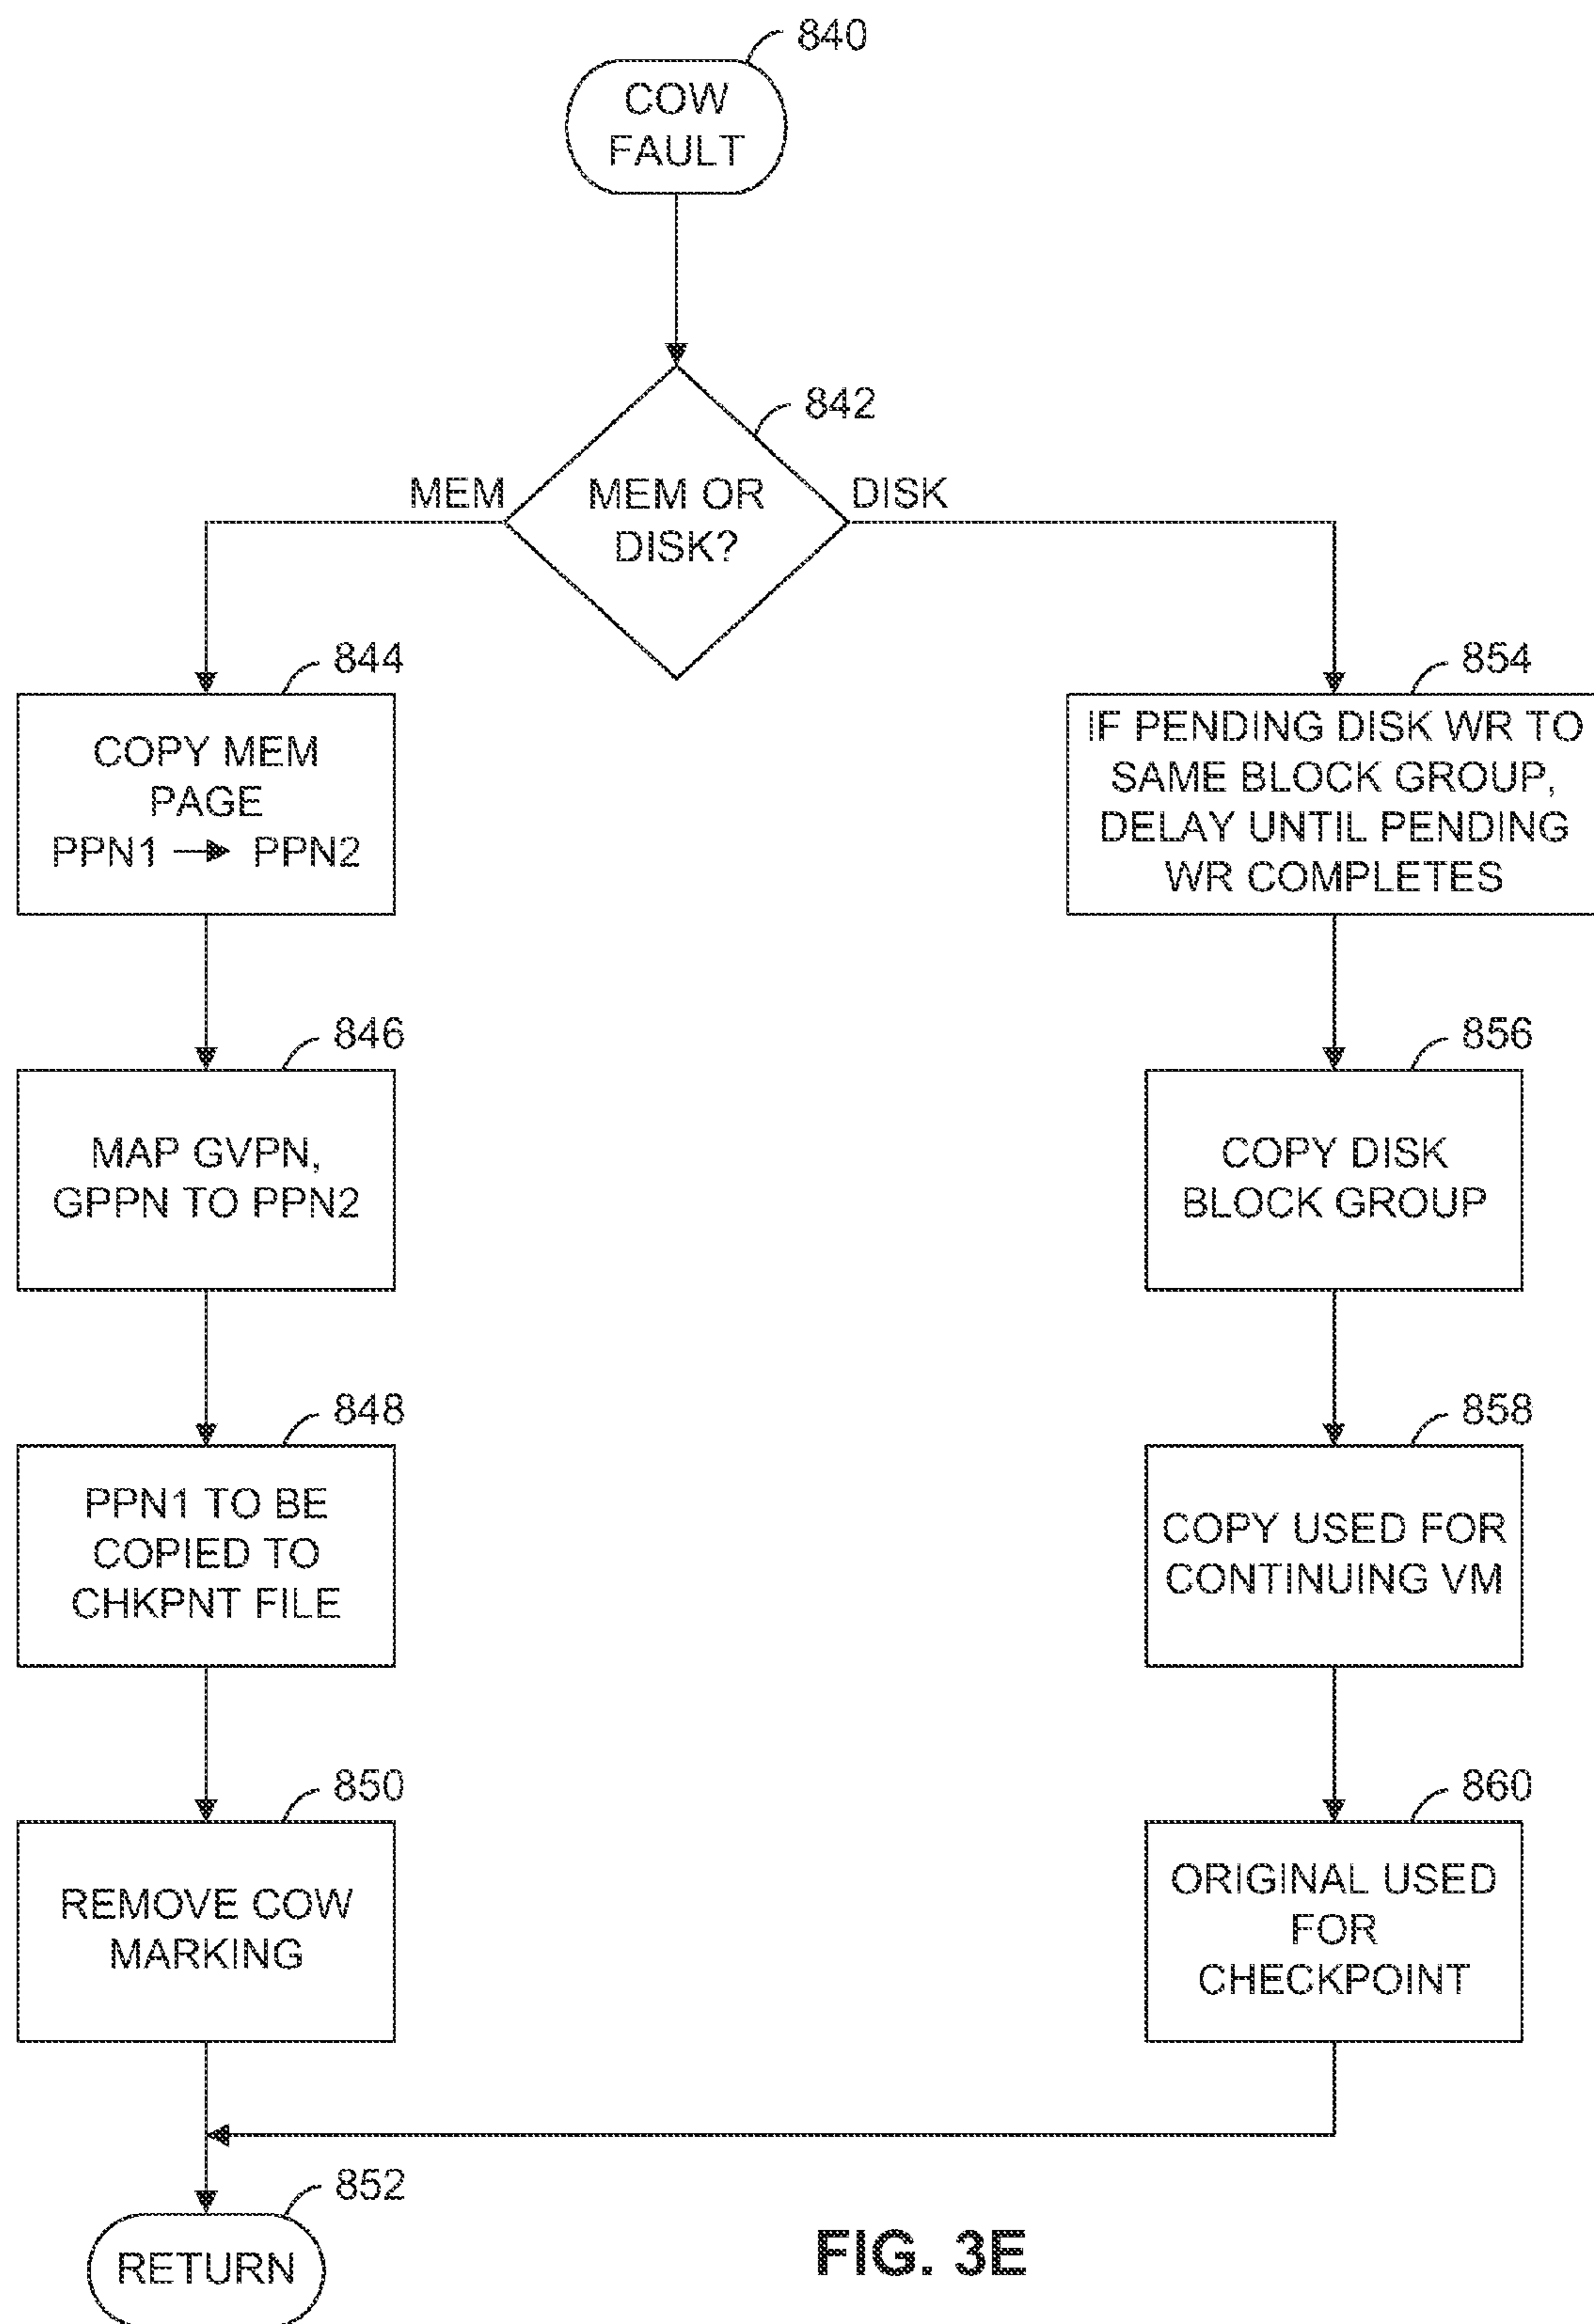 840
COW
FAULT
842
MEM
MEM OR
DISK?
DISK
844
COPY MEM
PAGE
PPN1 → PPN2
846
MAP GVPN,
GPPN TO PPN2
848
PPN1 TO BE
COPIED TO
CHKPNT FILE
850
REMOVE COW
MARKING
852
RETURN
854
IF PENDING DISK WR TO
SAME BLOCK GROUP,
DELAY UNTIL PENDING
WR COMPLETES
856
COPY DISK
BLOCK GROUP
858
COPY USED FOR
CONTINUING VM
860
ORIGINAL USED
FOR
CHECKPOINT
FIG. 3E